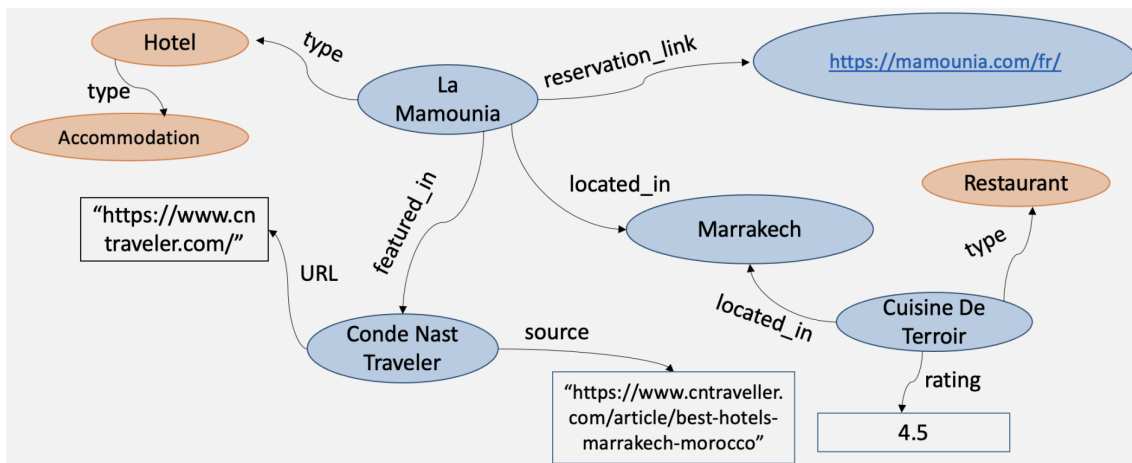 Hotel
type
reservation_link
https://mamounia.com/fr/
type
La
Mamounia
Accommodation
located_in
Restaurant
“https://www.cn
traveler.com/”
featured_in
Marrakech
type
URL
located_in
Cuisine De
Terroir
Conde Nast
Traveler
source
rating
“https://www.cntraveller.
com/article/best-hotels-
marrakech-morocco”
4.5